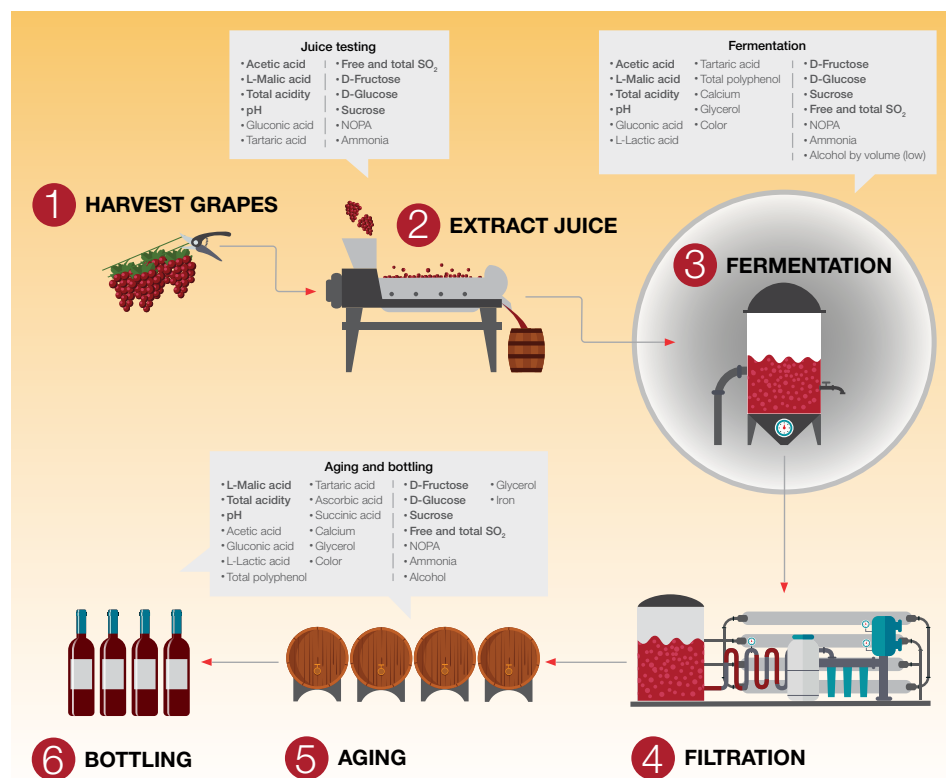 Juice testing
• Acetic acid
• L-Malic acid
• Total acidity
• pH
• Gluconic acid
• Tartaric acid
• Free and total SO₂
• D-Fructose
• D-Glucose
• Sucrose
• NOPA
• Ammonia
Fermentation
• Acetic acid
• L-Malic acid
• Total acidity
• pH
• Gluconic acid
• L-Lactic acid
• Tartaric acid
• Total polyphenol
• Calcium
• Glycerol
• Color
• D-Fructose
• D-Glucose
• Sucrose
• Free and total SO₂
• NOPA
• Ammonia
• Alcohol by volume (low)
1 HARVEST GRAPES
2 EXTRACT JUICE
3 FERMENTATION
Aging and bottling
• L-Malic acid
• Total acidity
• pH
• Acetic acid
• Gluconic acid
• L-Lactic acid
• Total polyphenol
• Tartaric acid
• Ascorbic acid
• Succinic acid
• Calcium
• Glycerol
• Color
• D-Fructose
• D-Glucose
• Sucrose
• Free and total SO₂
• NOPA
• Ammonia
• Alcohol
• Glycerol
• Iron
6 BOTTLING
5 AGING
4 FILTRATION